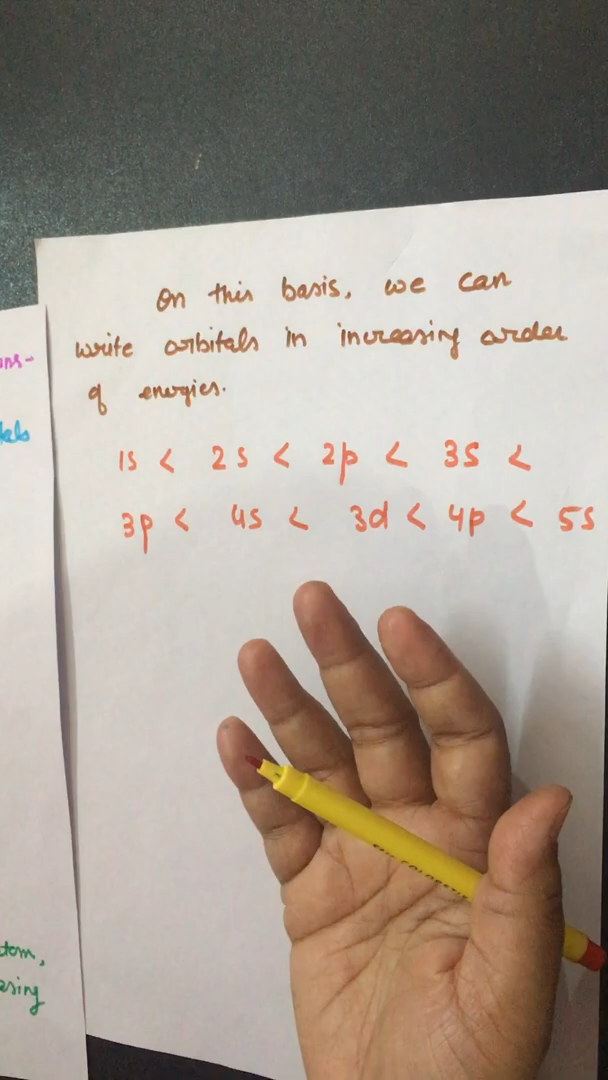 On this basis, we can
write orbitals in increasing order
of energies.
1s < 2s < 2p < 3s <
3p < 4s < 3d < 4p < 5s